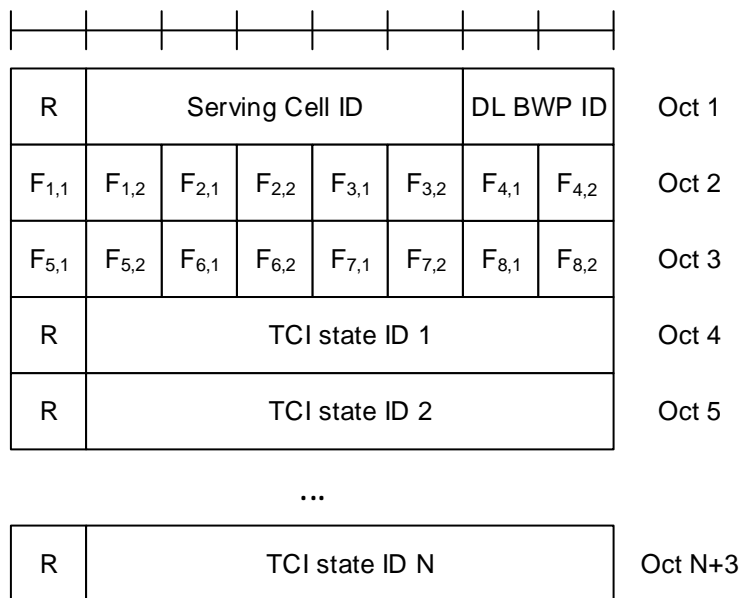 R Serving Cell ID DL BWP ID Oct 1
F1,1 F1,2 F2,1 F2,2 F3,1 F3,2 F4,1 F4,2 Oct 2
F5,1 F5,2 F6,1 F6,2 F7,1 F7,2 F8,1 F8,2 Oct 3
R TCI state ID 1 Oct 4
R TCI state ID 2 Oct 5
...
R TCI state ID N Oct N+3